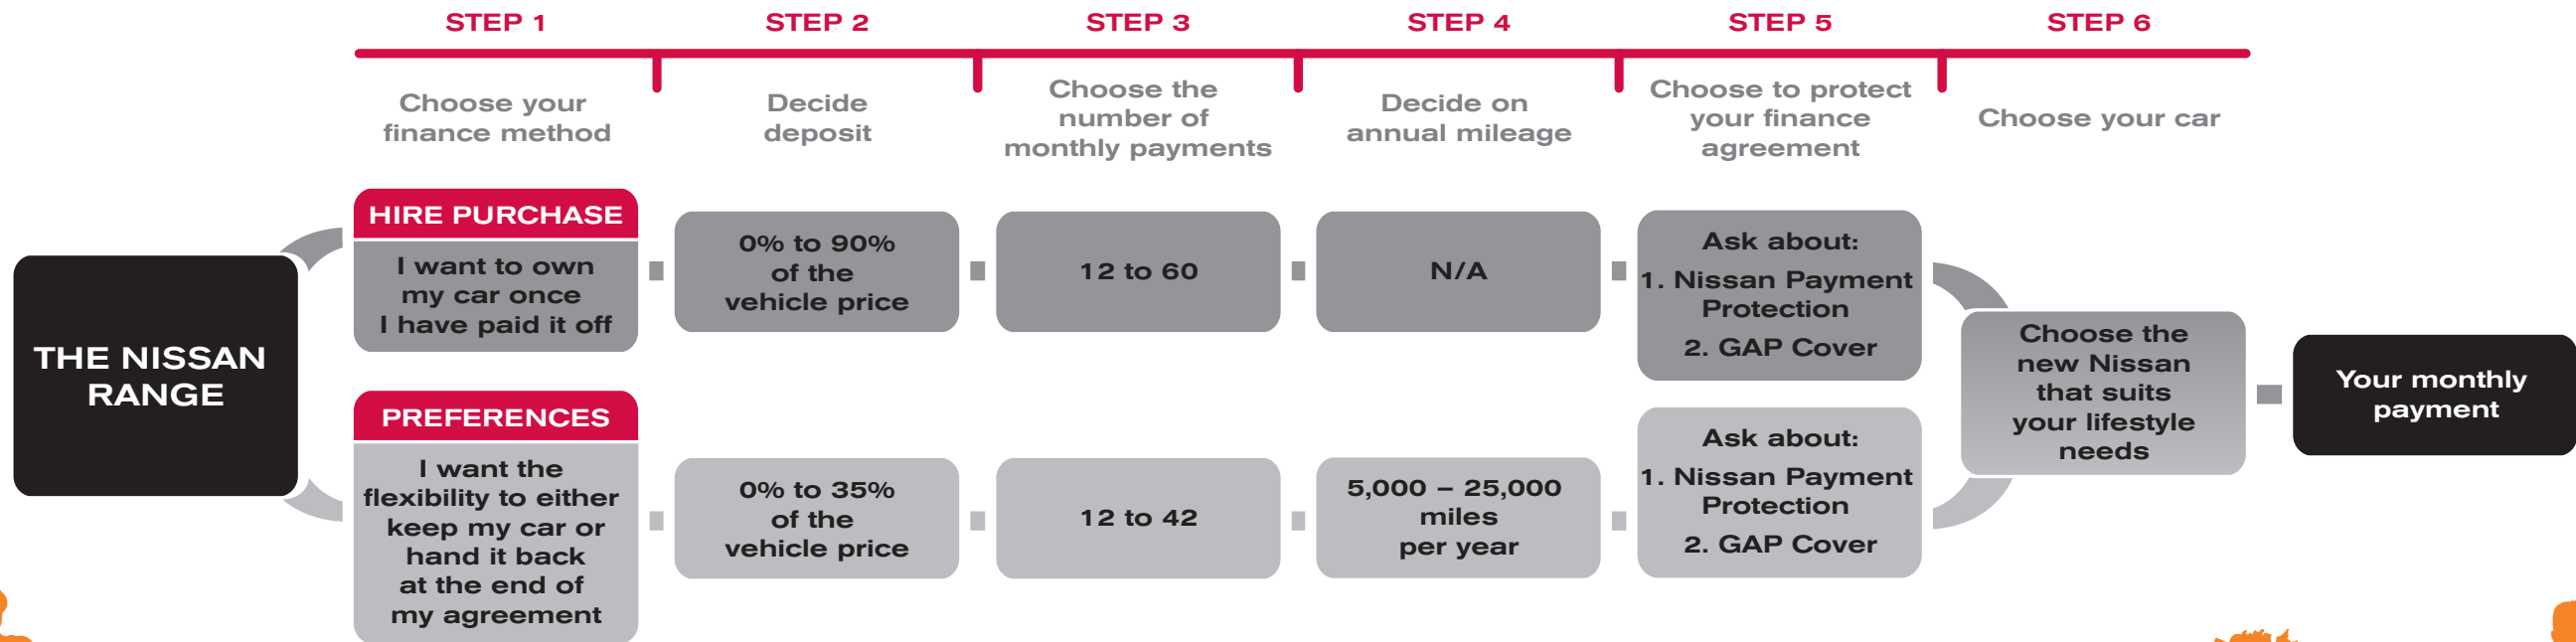 STEP 1
STEP 2
STEP 3
STEP 4
STEP 5
STEP 6
Choose your
finance method
Decide
deposit
Choose the
number of
monthly payments
Decide on
annual mileage
Choose to protect
your finance
agreement
Choose your car
THE NISSAN
RANGE
HIRE PURCHASE
I want to own
my car once
I have paid it off
0% to 90%
of the
vehicle price
12 to 60
N/A
Ask about:
1. Nissan Payment
Protection
2. GAP Cover
PREFERENCES
I want the
flexibility to either
keep my car or
hand it back
at the end of
my agreement
0% to 35%
of the
vehicle price
12 to 42
5,000 – 25,000
miles
per year
Ask about:
1. Nissan Payment
Protection
2. GAP Cover
Choose the
new Nissan
that suits
your lifestyle
needs
Your monthly
payment